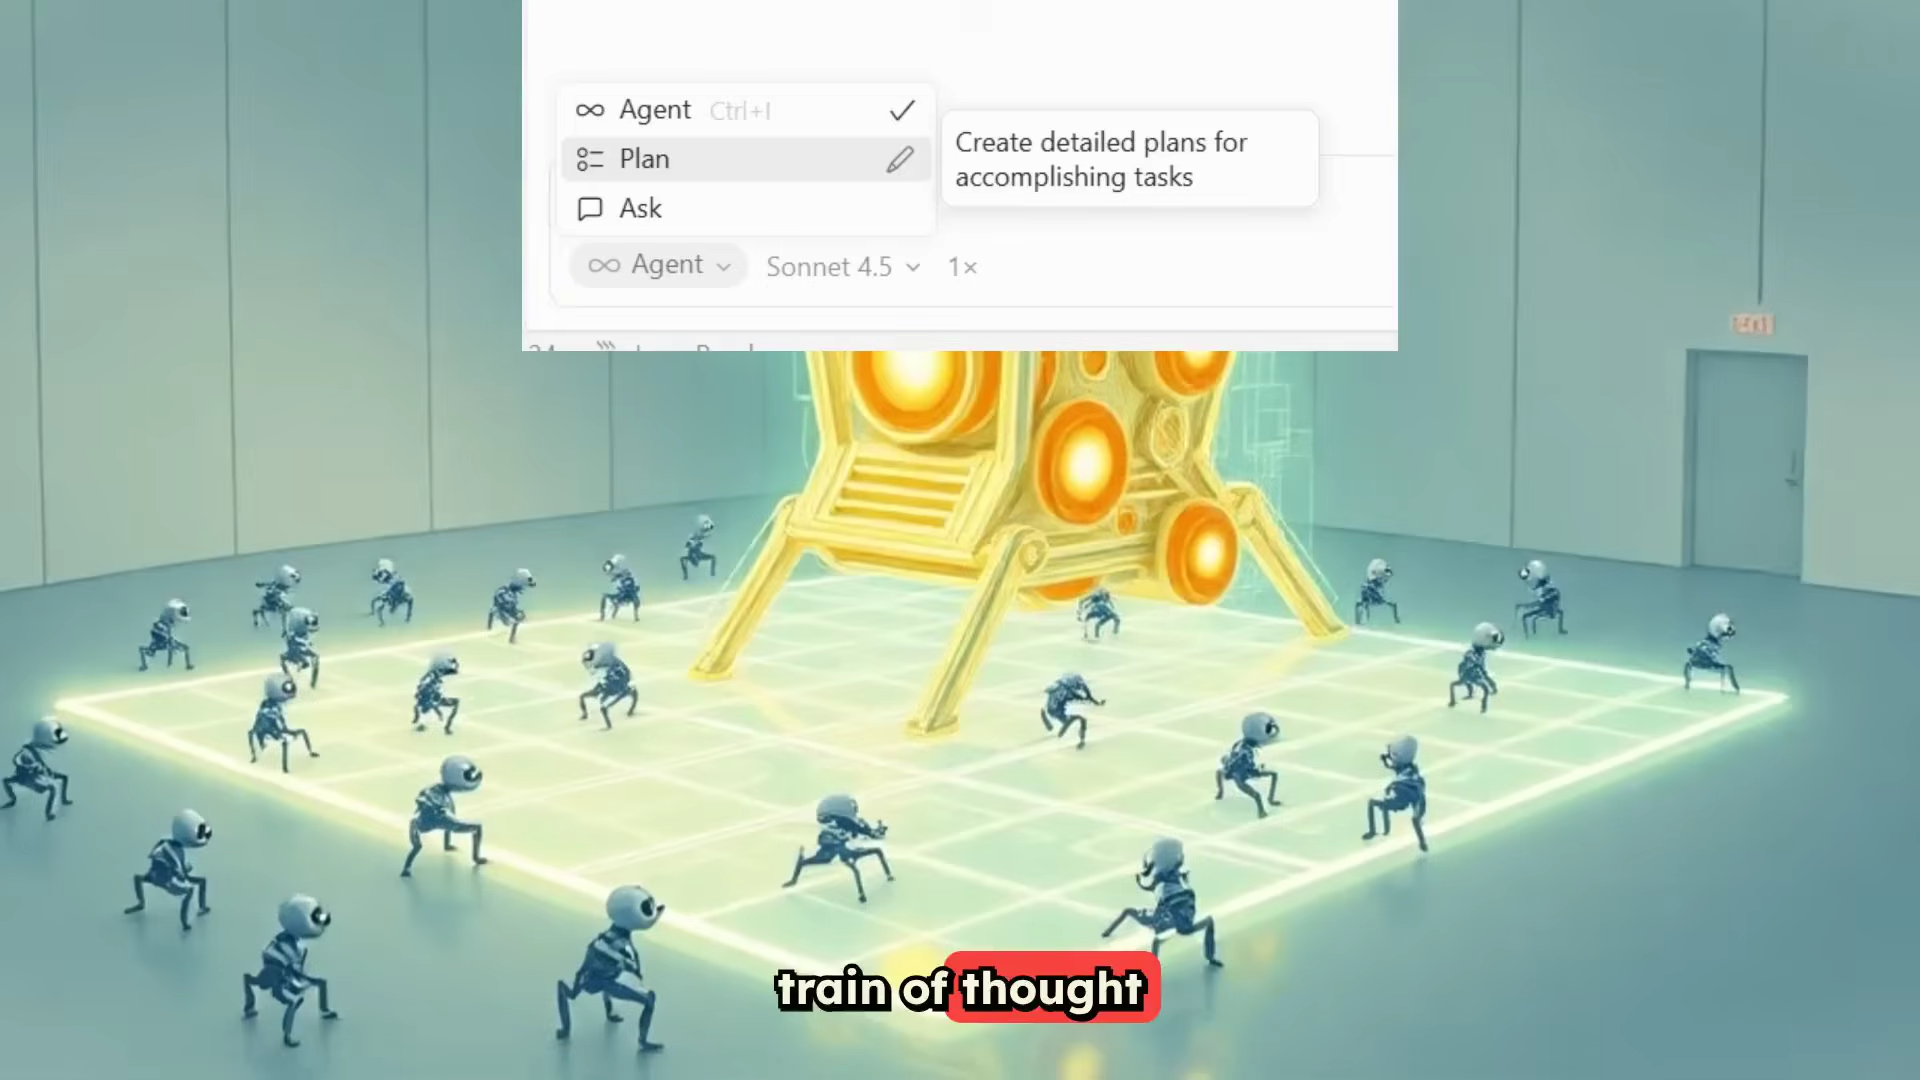 Agent Ctrl+I
Plan
Ask
Create detailed plans for
accomplishing tasks
Agent Sonnet 4.5 1×
train of thought